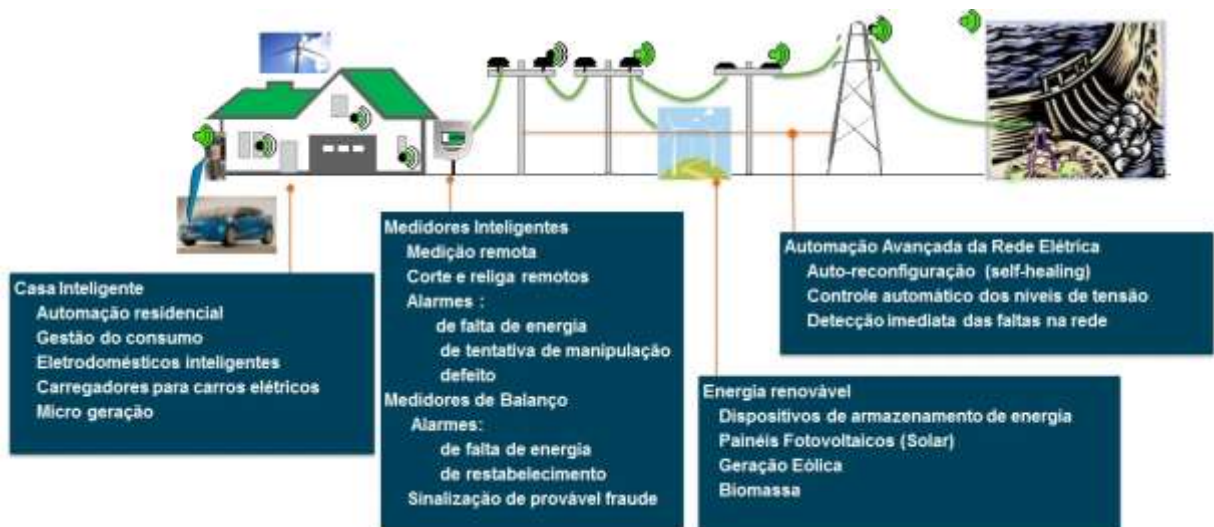 Casa Inteligente
Automação residencial
Gestão do consumo
Eletrodomésticos inteligentes
Carregadores para carros elétricos
Micro geração
Medidores Inteligentes
Medição remota
Corte e religa remotos
Alarmes :
de falta de energia
de tentativa de manipulação
defeito
Medidores de Balanço
Alarmes:
de falta de energia
de restabelecimento
Sinalização de provável fraude
Energia renovável
Dispositivos de armazenamento de energia
Painéis Fotovoltaicos (Solar)
Geração Eólica
Biomassa
Automação Avançada da Rede Elétrica
Auto-reconfiguração (self-healing)
Controle automático dos níveis de tensão
Detecção imediata das faltas na rede